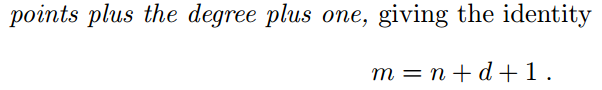 points plus the degree plus one, giving the identity
m = n + d + 1 .